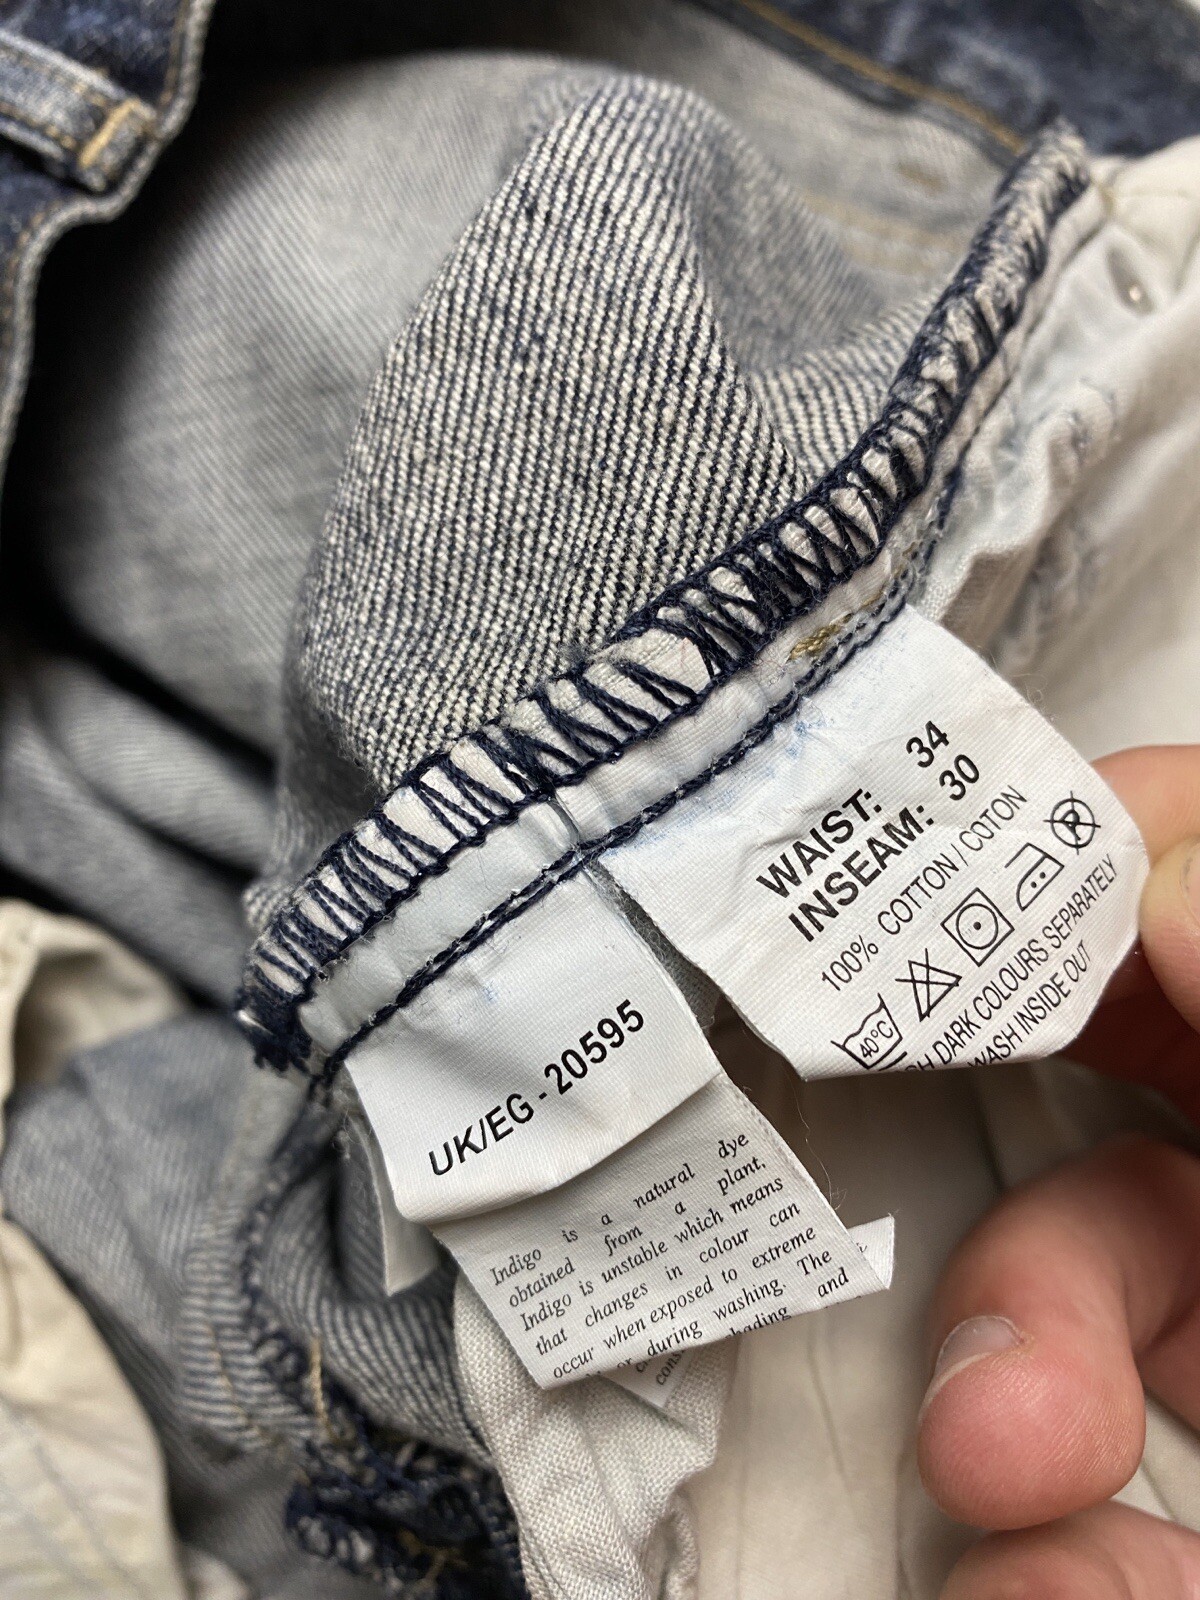 WAIST: 34
INSEAM: 30
100% COTTON / COTON
40°C
P
DARK COLOURS SEPARATELY
WASH INSIDE OUT
UK/EG - 20595
Indigo is a natural dye
obtained from a plant.
Indigo is unstable which means
that changes in colour can
occur when exposed to extreme
during washing. The
and